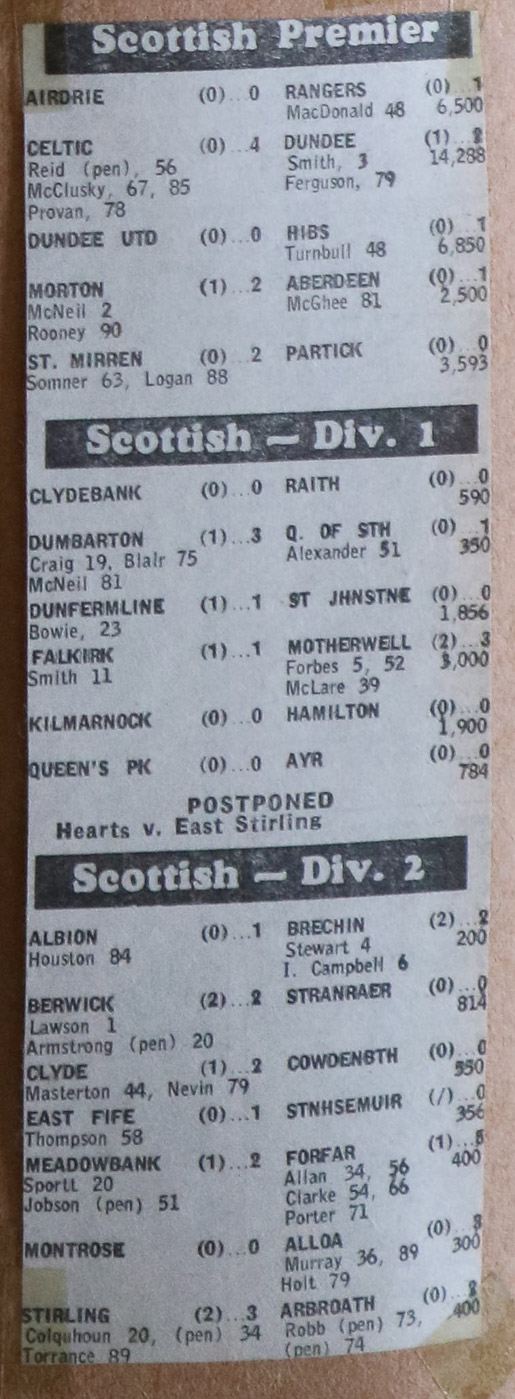 Scottish Premier
AIRDRIE (0)...0 RANGERS (0)..1
MacDonald 48 6,500
CELTIC (0)...4 DUNDEE (1)...2
Reid (pen), 56 Smith, 3 14,288
McClusky, 67, 85 Ferguson, 79
Provan, 78
DUNDEE UTD (0)...0 HIBS (0)...1
Turnbull 48 6,850
MORTON (1)...2 ABERDEEN (0)...1
McNeil 2 McGhee 81 2,500
Rooney 90
ST. MIRREN (0)...2 PARTICK (0)...0
Somner 63, Logan 88 3,593
Scottish — Div. 1
CLYDEBANK (0)...0 RAITH (0)...0
590
DUMBARTON (1)...3 Q. OF STH (0)...1
Craig 19, Blair 75 Alexander 51 350
McNeil 81
DUNFERMLINE (1)...1 ST JHNSTNE (0)...0
Bowie, 23 1,856
FALKIRK (1)...1 MOTHERWELL (2)...3
Smith 11 Forbes 5, 52 3,000
McLare 39
KILMARNOCK (0)...0 HAMILTON (0)...0
1,900
QUEEN'S PK (0)...0 AYR (0)...0
784
POSTPONED
Hearts v. East Stirling
Scottish — Div. 2
ALBION (0)...1 BRECHIN (2)...2
Houston 84 Stewart 4 200
I. Campbell 6
BERWICK (2)...2 STRANRAER (0)...0
Lawson 1 814
Armstrong (pen) 20
CLYDE (1)...2 COWDENBTH (0)...0
Masterton 44, Nevin 79 550
EAST FIFE (0)...1 STNHSEMUIR (/)...0
Thompson 58 356
MEADOWBANK (1)...2 FORFAR (1)...5
Sportt 20 Allan 34, 56 400
Jobson (pen) 51 Clarke 54, 66
Porter 71
MONTROSE (0)...0 ALLOA (0)...3
Murray 36, 89 300
Holt 79
STIRLING (2)...3 ARBROATH (0)...2
Colquhoun 20, (pen) 34 Robb (pen) 73, 400
Torrance 89 (pen) 74